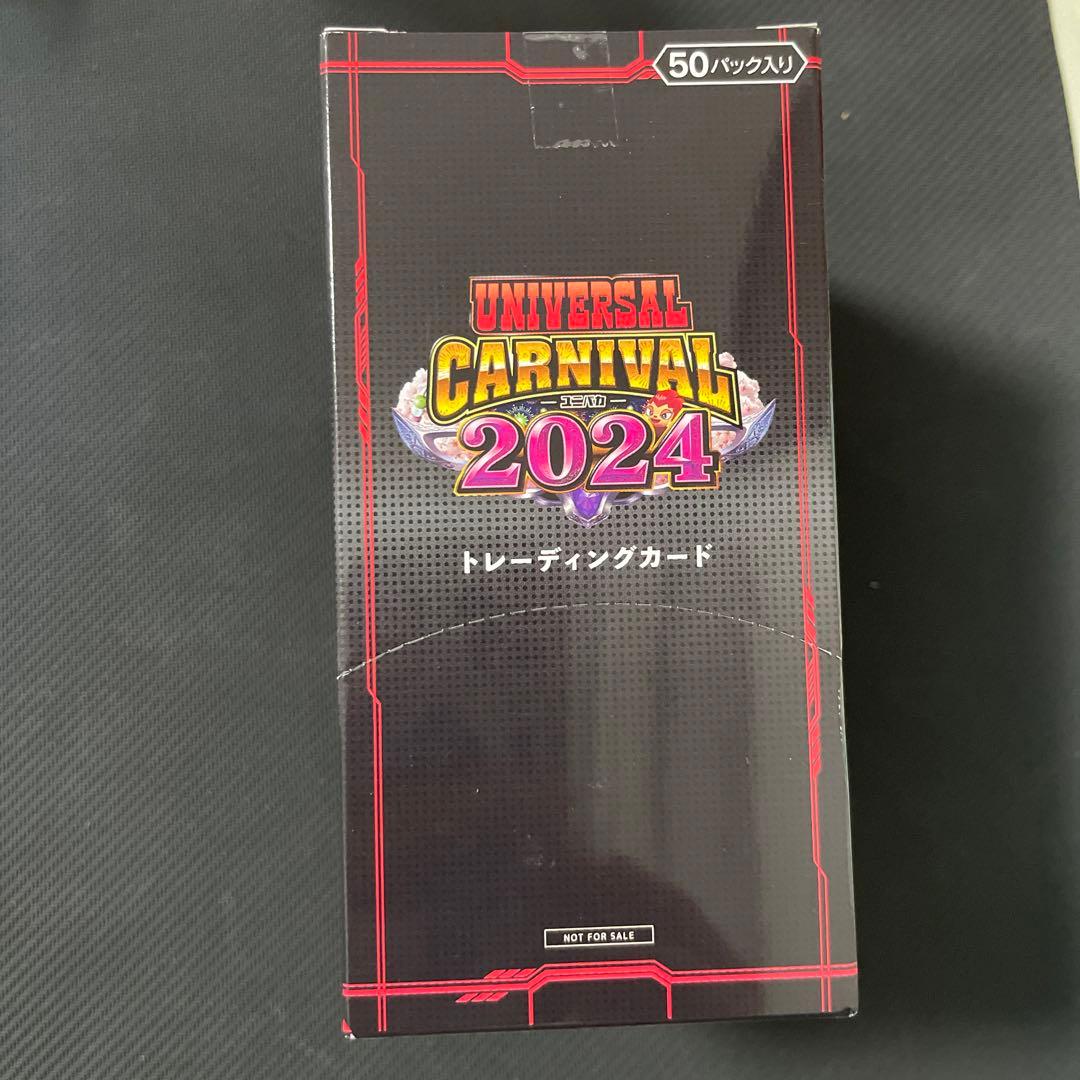 50パック入り
UNIVERSAL
CARNIVAL
ユニバカ
2024
トレーディングカード
NOT FOR SALE